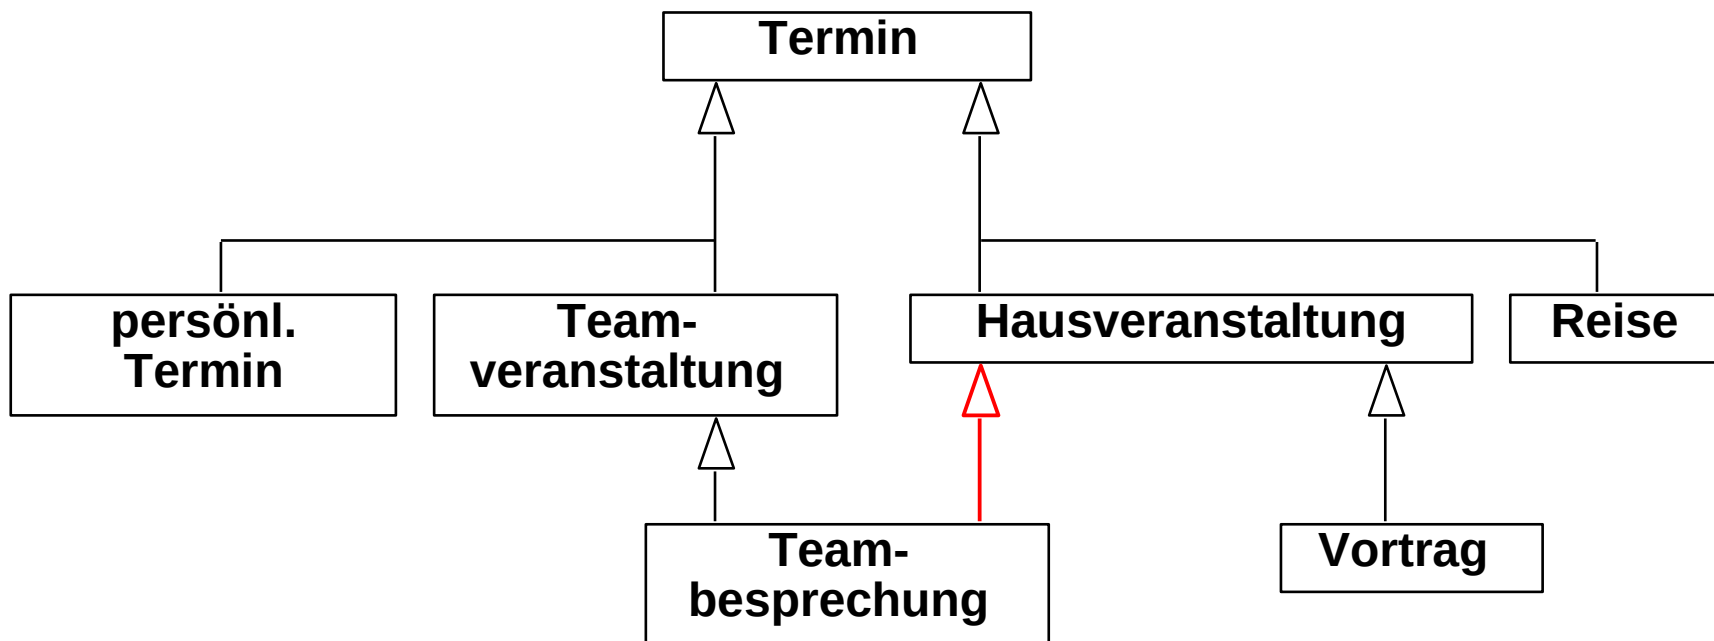 Termin
persönl.
Termin
Team-
veranstaltung
Hausveranstaltung
Reise
Team-
besprechung
Vortrag